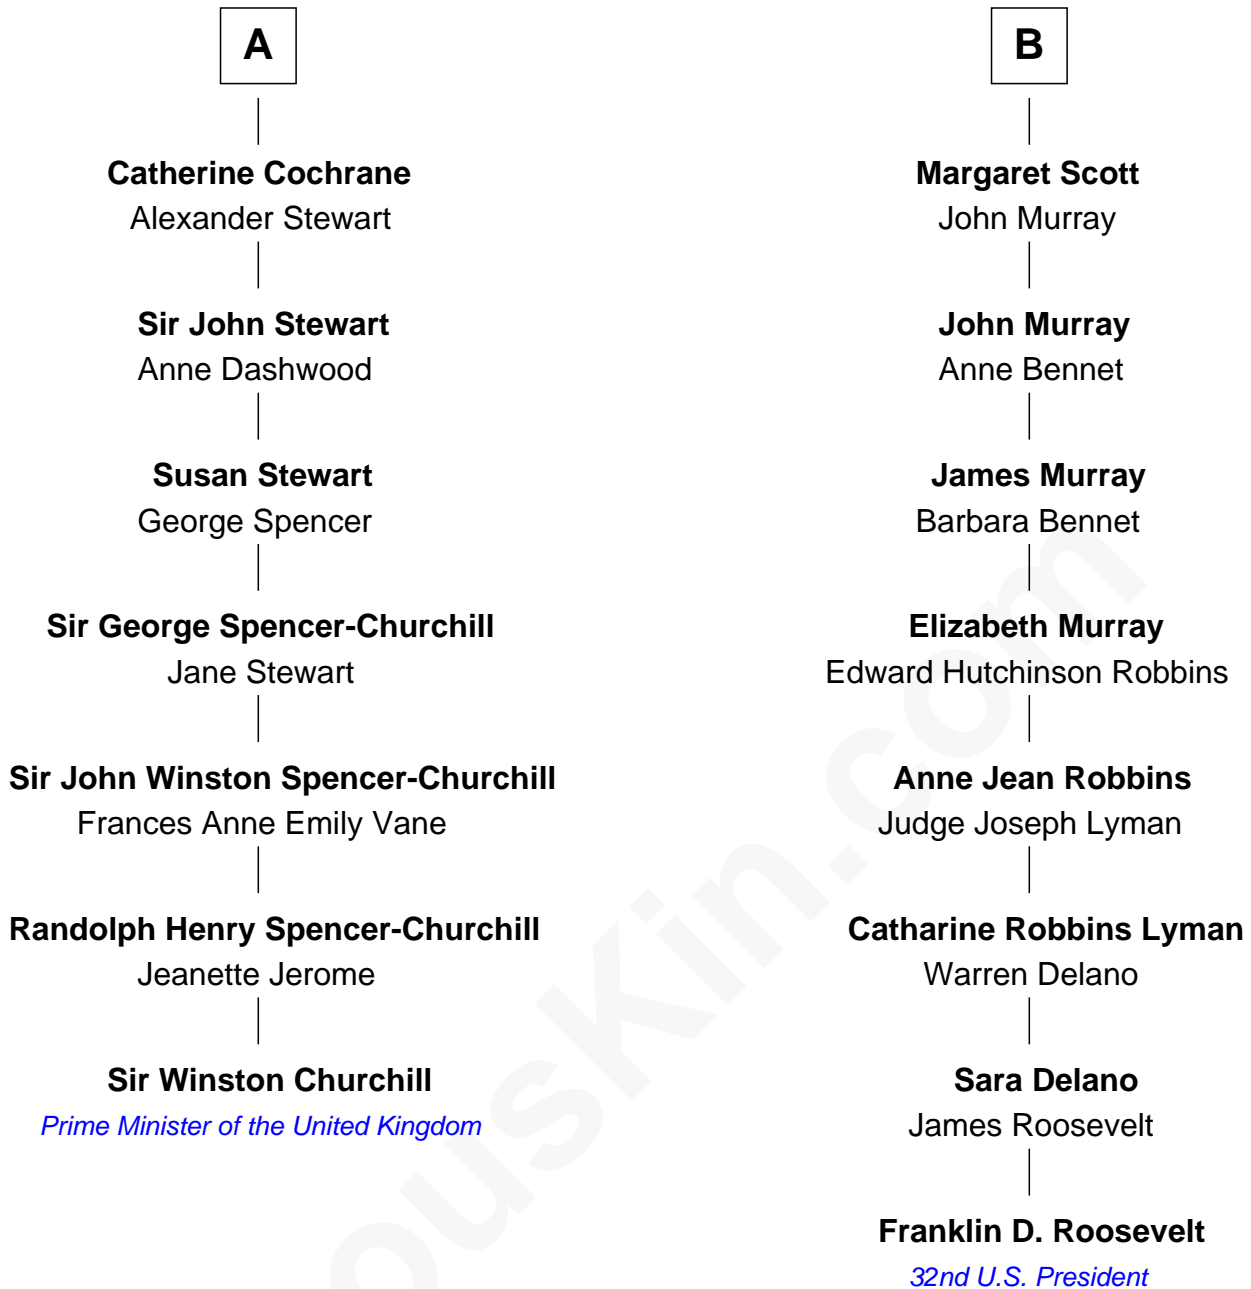 A
Catherine Cochrane
Alexander Stewart
Sir John Stewart
Anne Dashwood
Susan Stewart
George Spencer
Sir George Spencer-Churchill
Jane Stewart
Sir John Winston Spencer-Churchill
Frances Anne Emily Vane
Randolph Henry Spencer-Churchill
Jeanette Jerome
Sir Winston Churchill
Prime Minister of the United Kingdom
B
Margaret Scott
John Murray
John Murray
Anne Bennet
James Murray
Barbara Bennet
Elizabeth Murray
Edward Hutchinson Robbins
Anne Jean Robbins
Judge Joseph Lyman
Catharine Robbins Lyman
Warren Delano
Sara Delano
James Roosevelt
Franklin D. Roosevelt
32nd U.S. President
ousKin.com